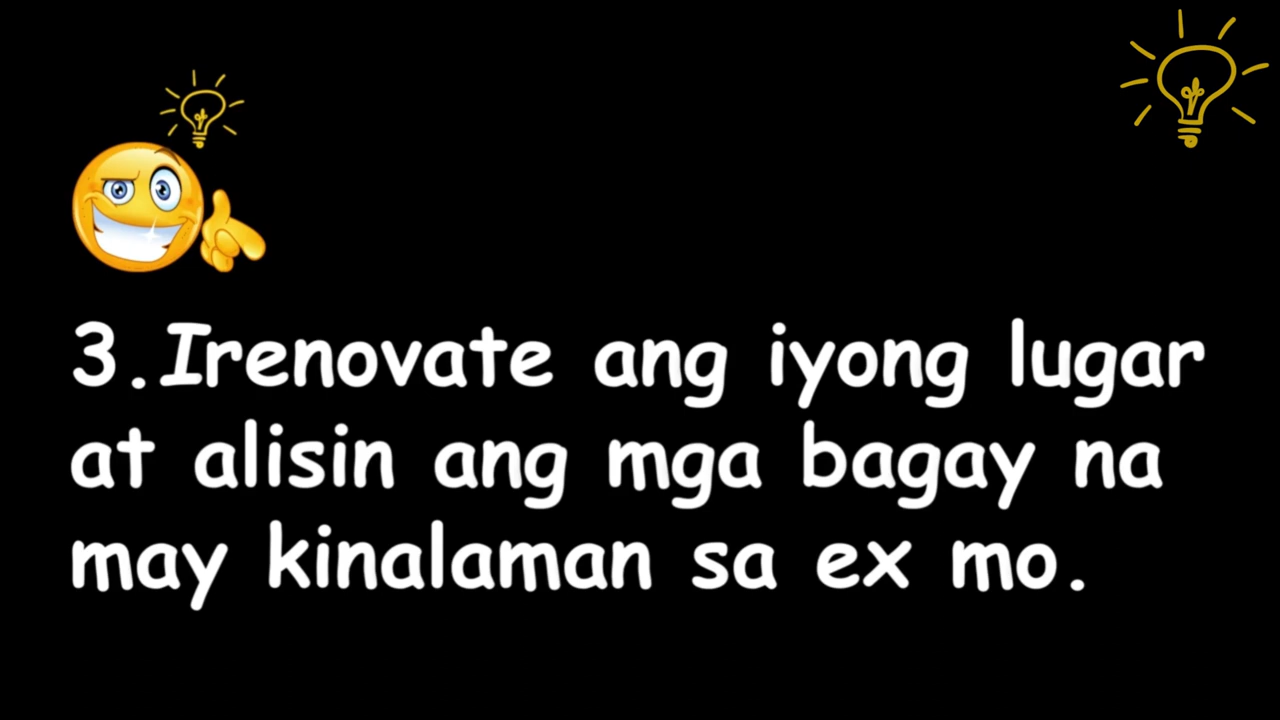 3.Irenovate ang iyong lugar
at alisin ang mga bagay na
may kinalaman sa ex mo.